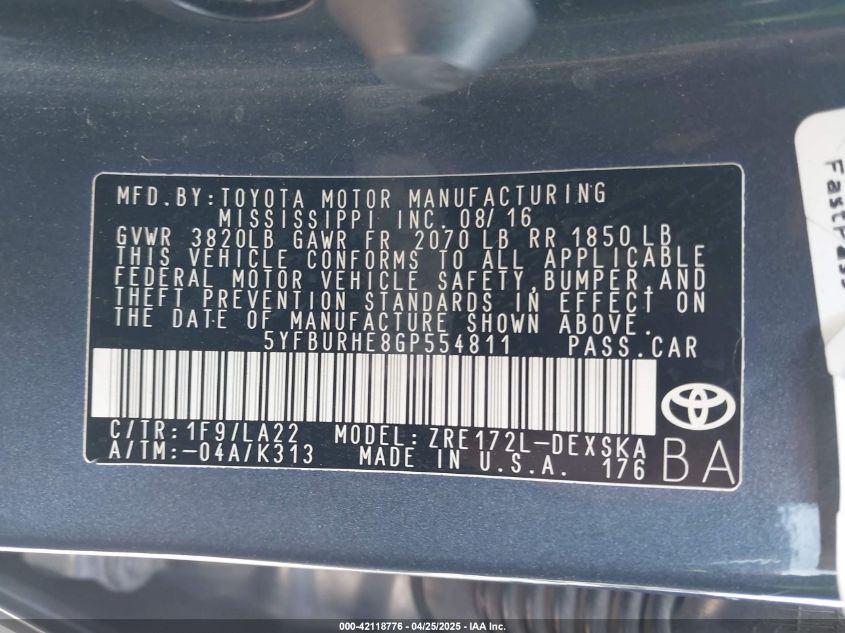 MFD.BY:TOYOTA MOTOR MANUFACTURING
MISSISSIPPI INC. 08/16
GVWR 3820LB GAWR FR 2070 LB RR 1850 LB
THIS VEHICLE CONFORMS TO ALL APPLICABLE
FEDERAL MOTOR VEHICLE SAFETY,BUMPER,AND
THEFT PREVENTION STANDARDS IN EFFECT ON
THE DATE OF MANUFACTURE SHOWN ABOVE.
5YFBURHE8GP554811 PASS.CAR
C/TR:1F9/LA22 MODEL: ZRE172L-DEXSKA
A/TM:-04A/K313 MADE IN U.S.A. 176 BA
FastPass
000-42118776 - 04/25/2025 - IAA Inc.